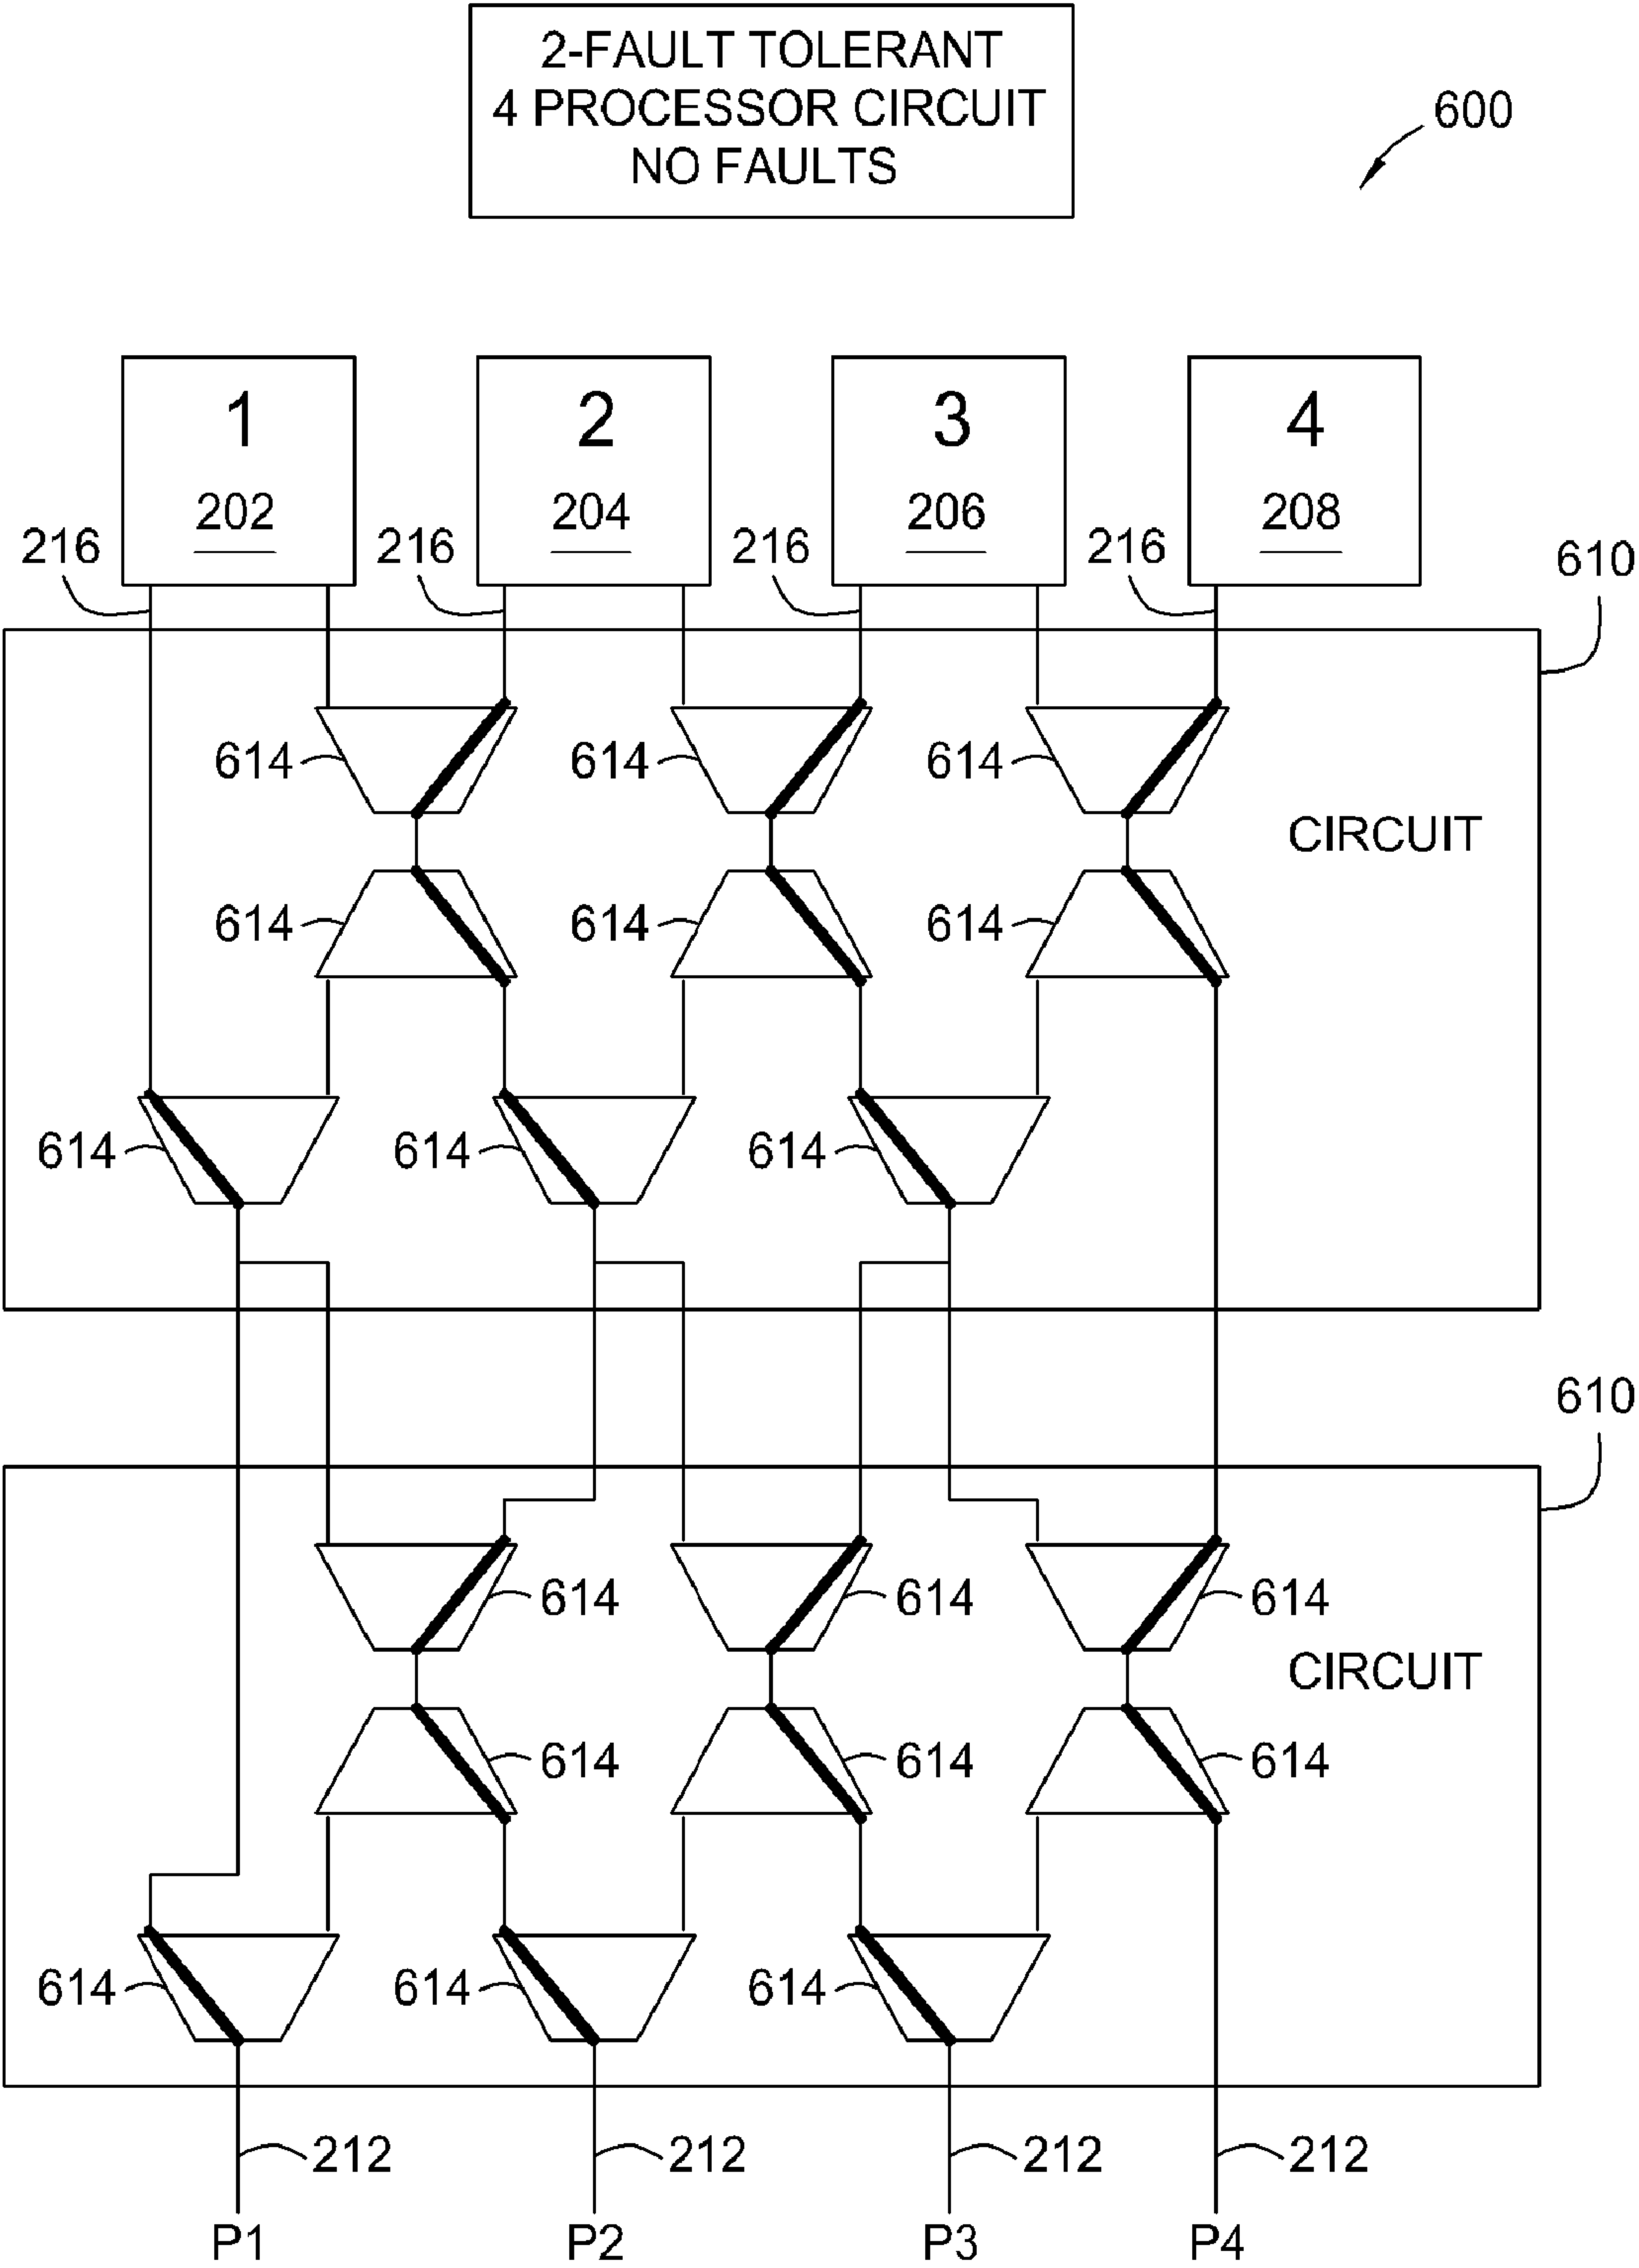 2-FAULT TOLERANT
4 PROCESSOR CIRCUIT
NO FAULTS
600
1 2 3 4
202 204 206 208
216 216 216 216
610
614 614 614
CIRCUIT
614 614 614
614 614 614
610
614 614 614
CIRCUIT
614 614 614
614 614 614
212 212 212 212
P1 P2 P3 P4